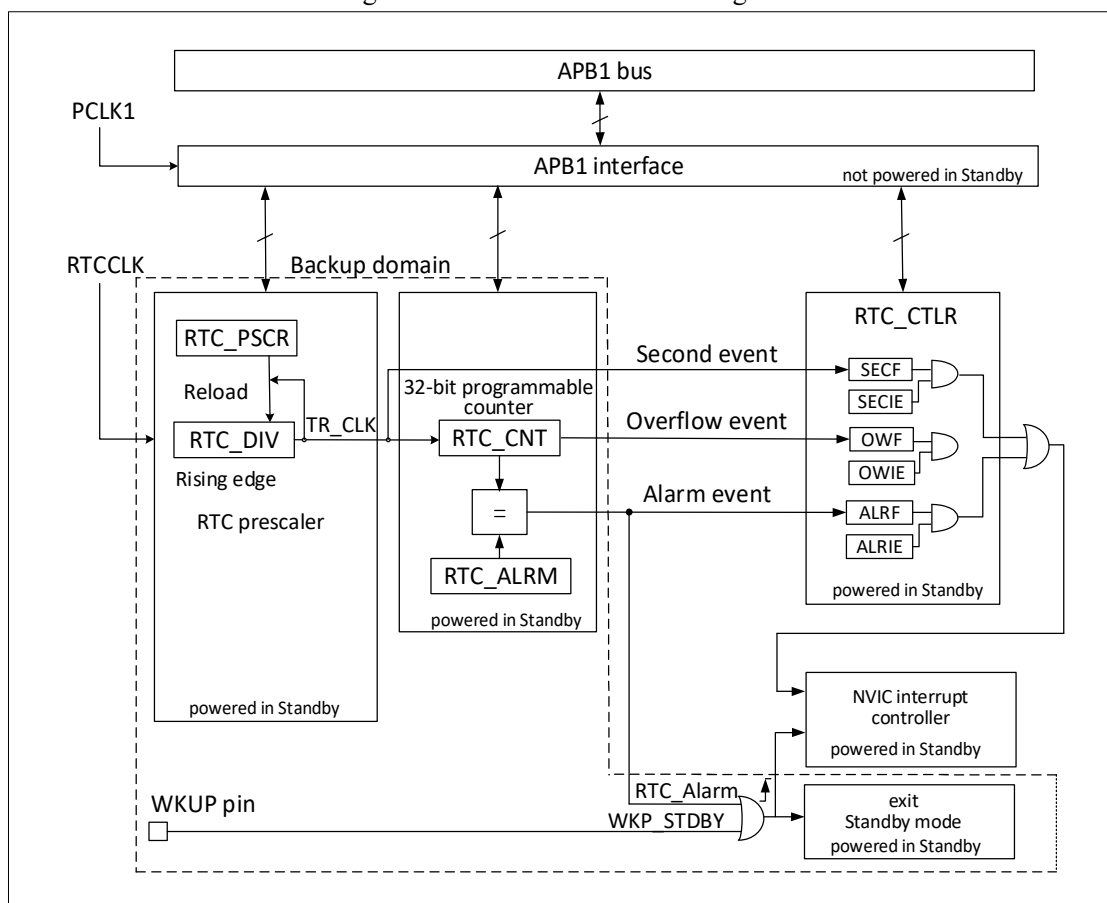 APB1 bus
PCLK1
APB1 interface
not powered in Standby
RTCCLK
Backup domain
RTC_PSCR
Reload
RTC_DIV
TR_CLK
Rising edge
RTC prescaler
powered in Standby
32-bit programmable
counter
RTC_CNT
=
RTC_ALRM
powered in Standby
Second event
Overflow event
Alarm event
RTC_CTLR
SECF
SECIE
OWF
OWIE
ALRF
ALRIE
powered in Standby
NVIC interrupt
controller
powered in Standby
WKUP pin
RTC_Alarm
WKP_STDBY
exit
Standby mode
powered in Standby